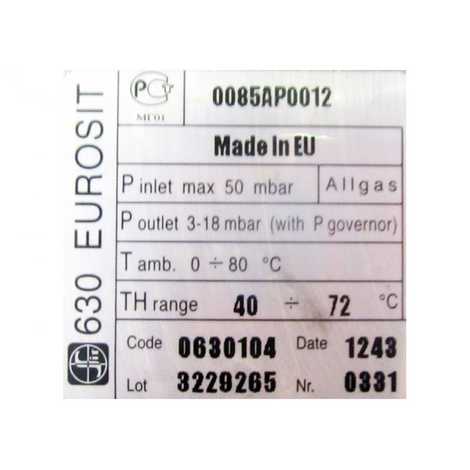 630 EUROSIT
0085AP0012
МГ01
Made In EU
P inlet max 50 mbar
Allgas
P outlet 3-18 mbar (with P governor)
T amb. 0 ÷ 80 °C
TH range 40 ÷ 72 °C
Code 0630104 Date 1243
Lot 3229265 Nr. 0331